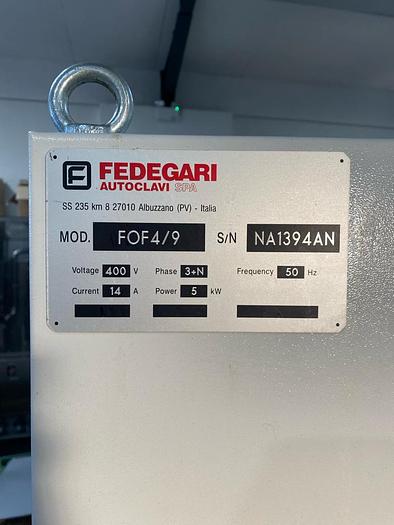 F FEDEGARI
AUTOCLAVI SPA
SS 235 km 8 27010 Albuzzano (PV) - Italia
MOD. FOF4/9 S/N NA1394AN
Voltage 400 V Phase 3+N Frequency 50 Hz
Current 14 A Power 5 kW